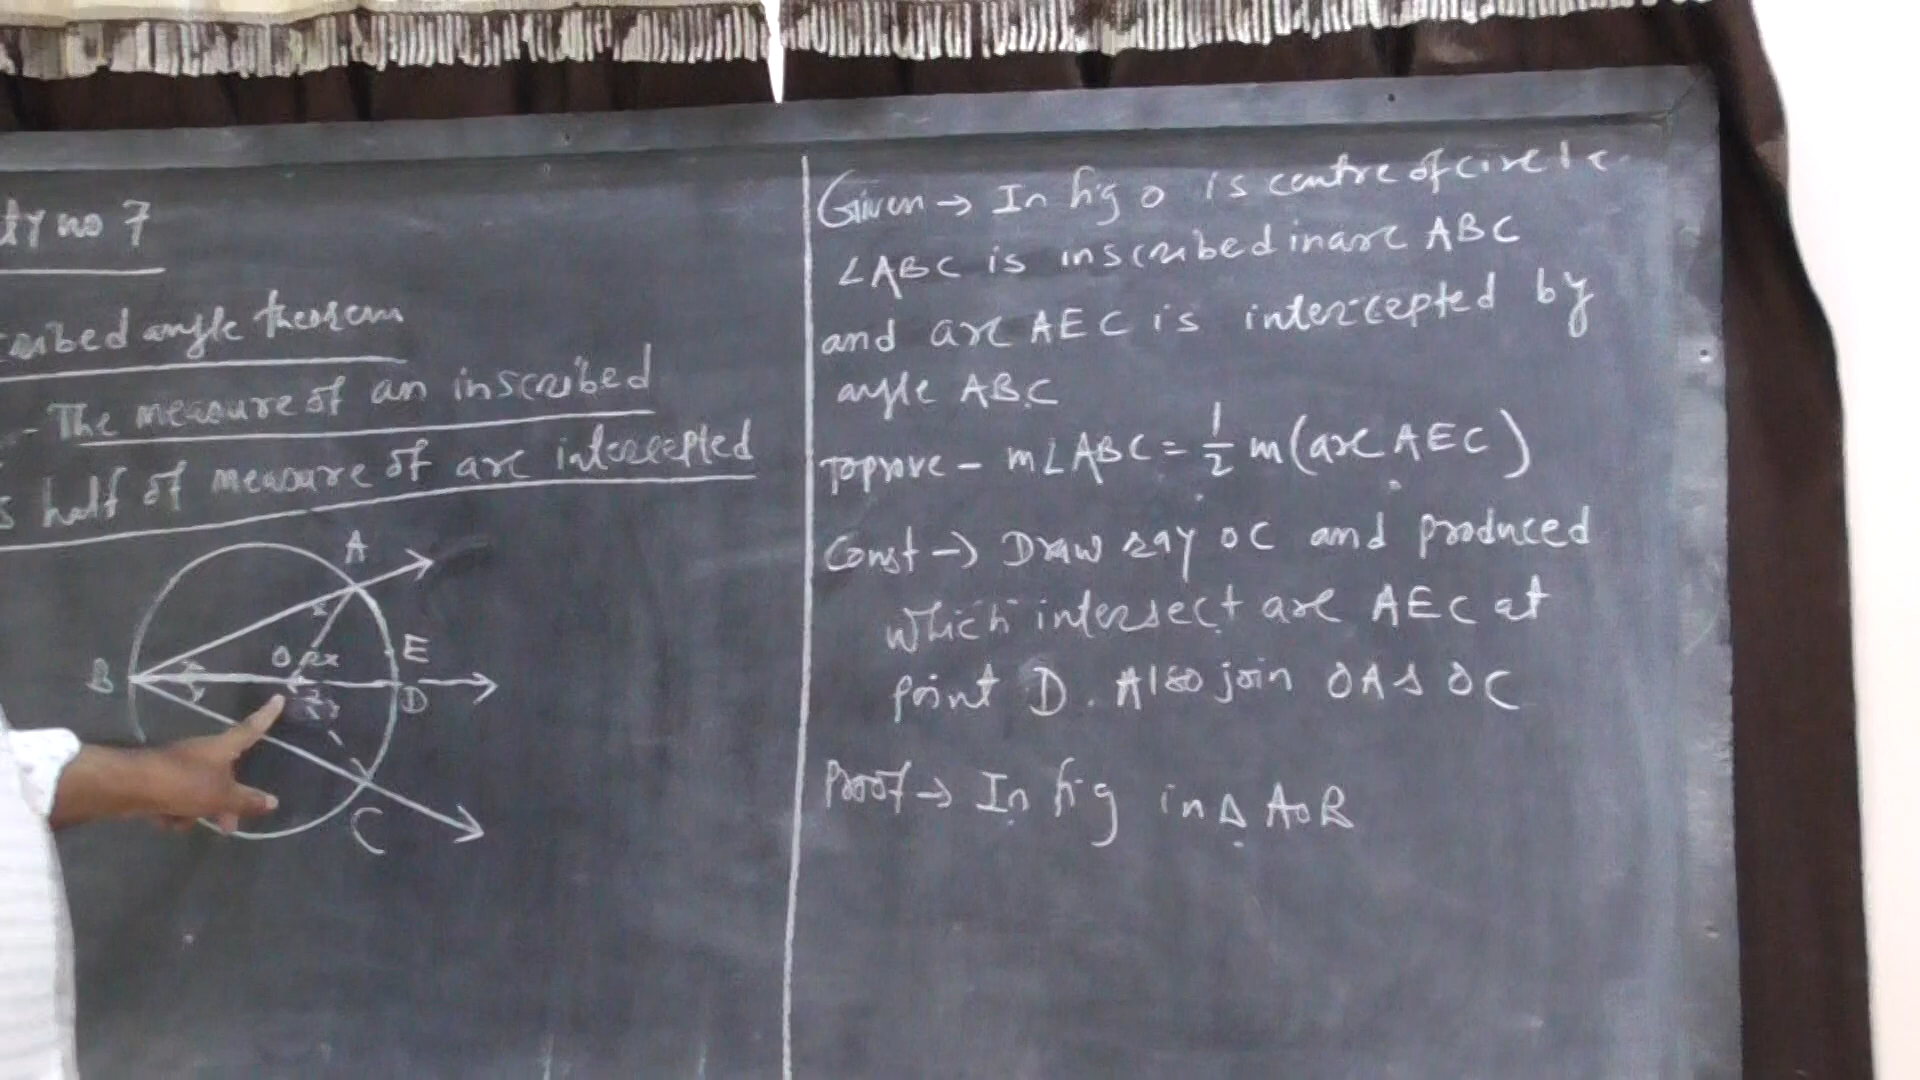 ty no 7
cribed angle theorem
- The measure of an inscribed
s half of measure of arc intercepted
A
E
O 2x
B
D
C
x
x
Given → In fig O is centre of circle
∠ABC is inscribed in arc ABC
and arc AEC is intercepted by
angle ABC
To prove - m∠ABC = 1/2 m(arc AEC)
Const → Draw ray OC and produced
which intersect arc AEC at
point D. Also join OA & OC
Proof → In fig in Δ AOB